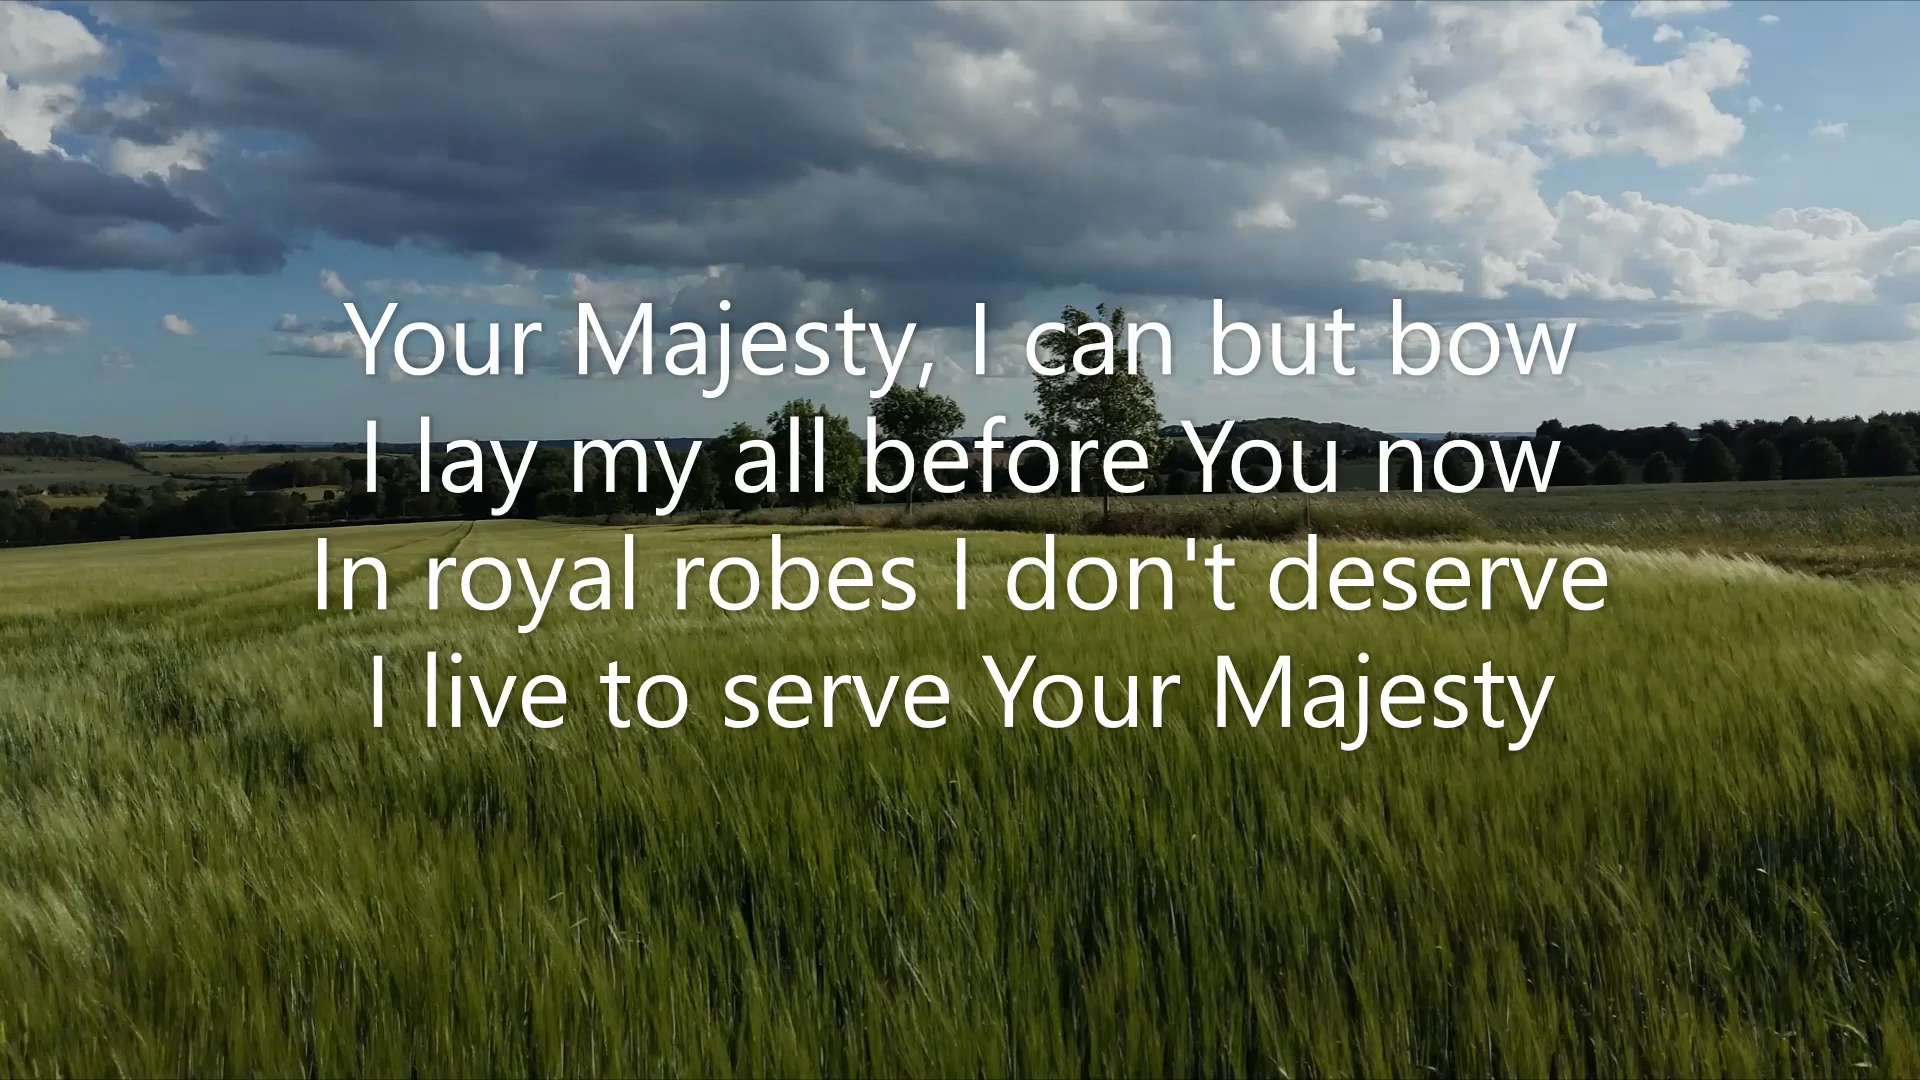 Your Majesty, I can but bow
I lay my all before You now
In royal robes I don't deserve
I live to serve Your Majesty